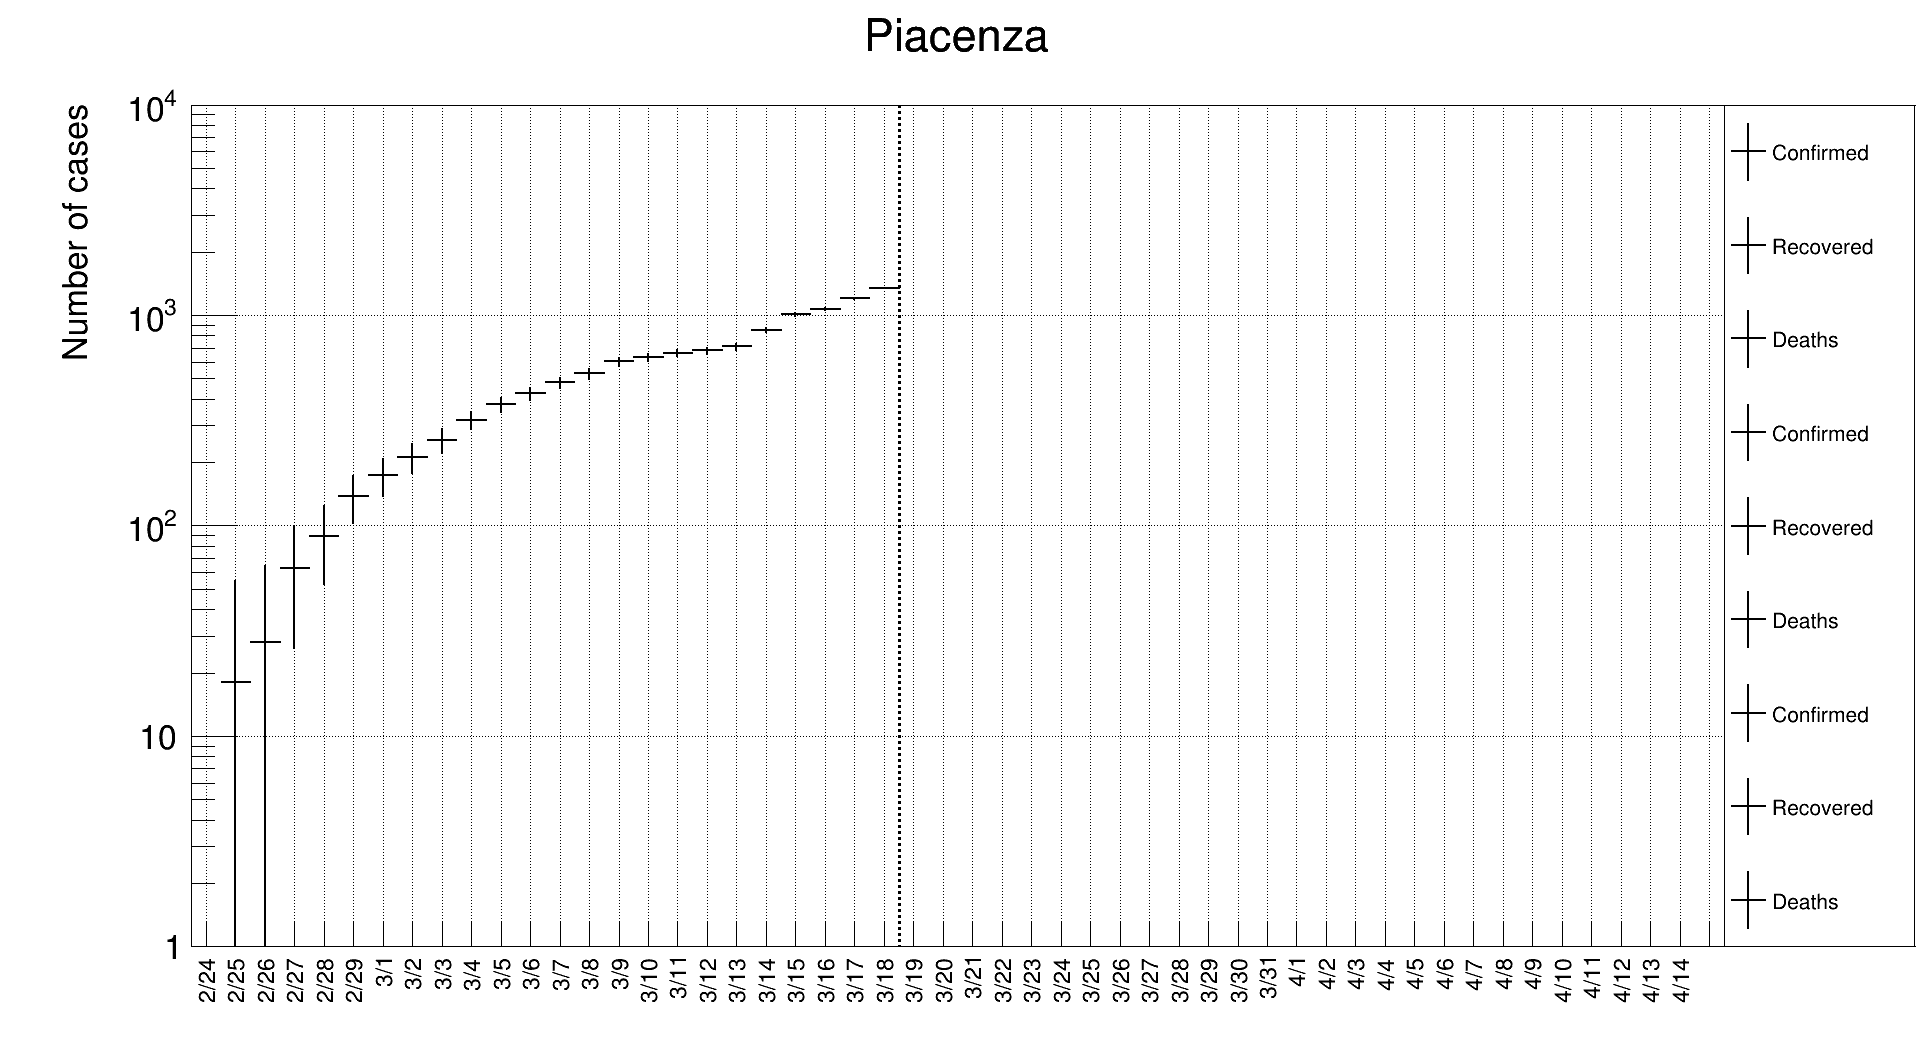 Piacenza
Number of cases
10^4
10^3
10^2
10
1
2/24 2/25 2/26 2/27 2/28 2/29 3/1 3/2 3/3 3/4 3/5 3/6 3/7 3/8 3/9 3/10 3/11 3/12 3/13 3/14 3/15 3/16 3/17 3/18 3/19 3/20 3/21 3/22 3/23 3/24 3/25 3/26 3/27 3/28 3/29 3/30 3/31 4/1 4/2 4/3 4/4 4/5 4/6 4/7 4/8 4/9 4/10 4/11 4/12 4/13 4/14
Confirmed
Recovered
Deaths
Confirmed
Recovered
Deaths
Confirmed
Recovered
Deaths